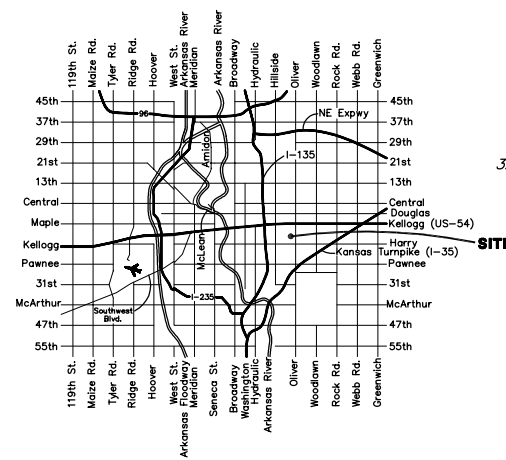 119th St.
Maize Rd.
Tyler Rd.
Ridge Rd.
Hoover
West St.
Arkansas River
Meridian
Arkansas River
Broadway
Hydraulic
Hillside
Oliver
Woodlawn
Rock Rd.
Webb Rd.
Greenwich
45th
37th
29th
21st
13th
Central
Maple
Kellogg
Pawnee
31st
McArthur
47th
55th
96
Amidon
NE Expwy
I-135
McLean
Southwest
Blvd.
I-235
45th
37th
29th
21st
13th
Central
Douglas
Kellogg (US-54)
Harry
Kansas Turnpike (I-35)
Pawnee
31st
McArthur
47th
55th
SITE
3
119th St.
Maize Rd.
Tyler Rd.
Ridge Rd.
Hoover
West St.
Arkansas Floodway
Meridian
Seneca St.
Broadway
Washington
Hydraulic
Arkansas River
Oliver
Woodlawn
Rock Rd.
Webb Rd.
Greenwich